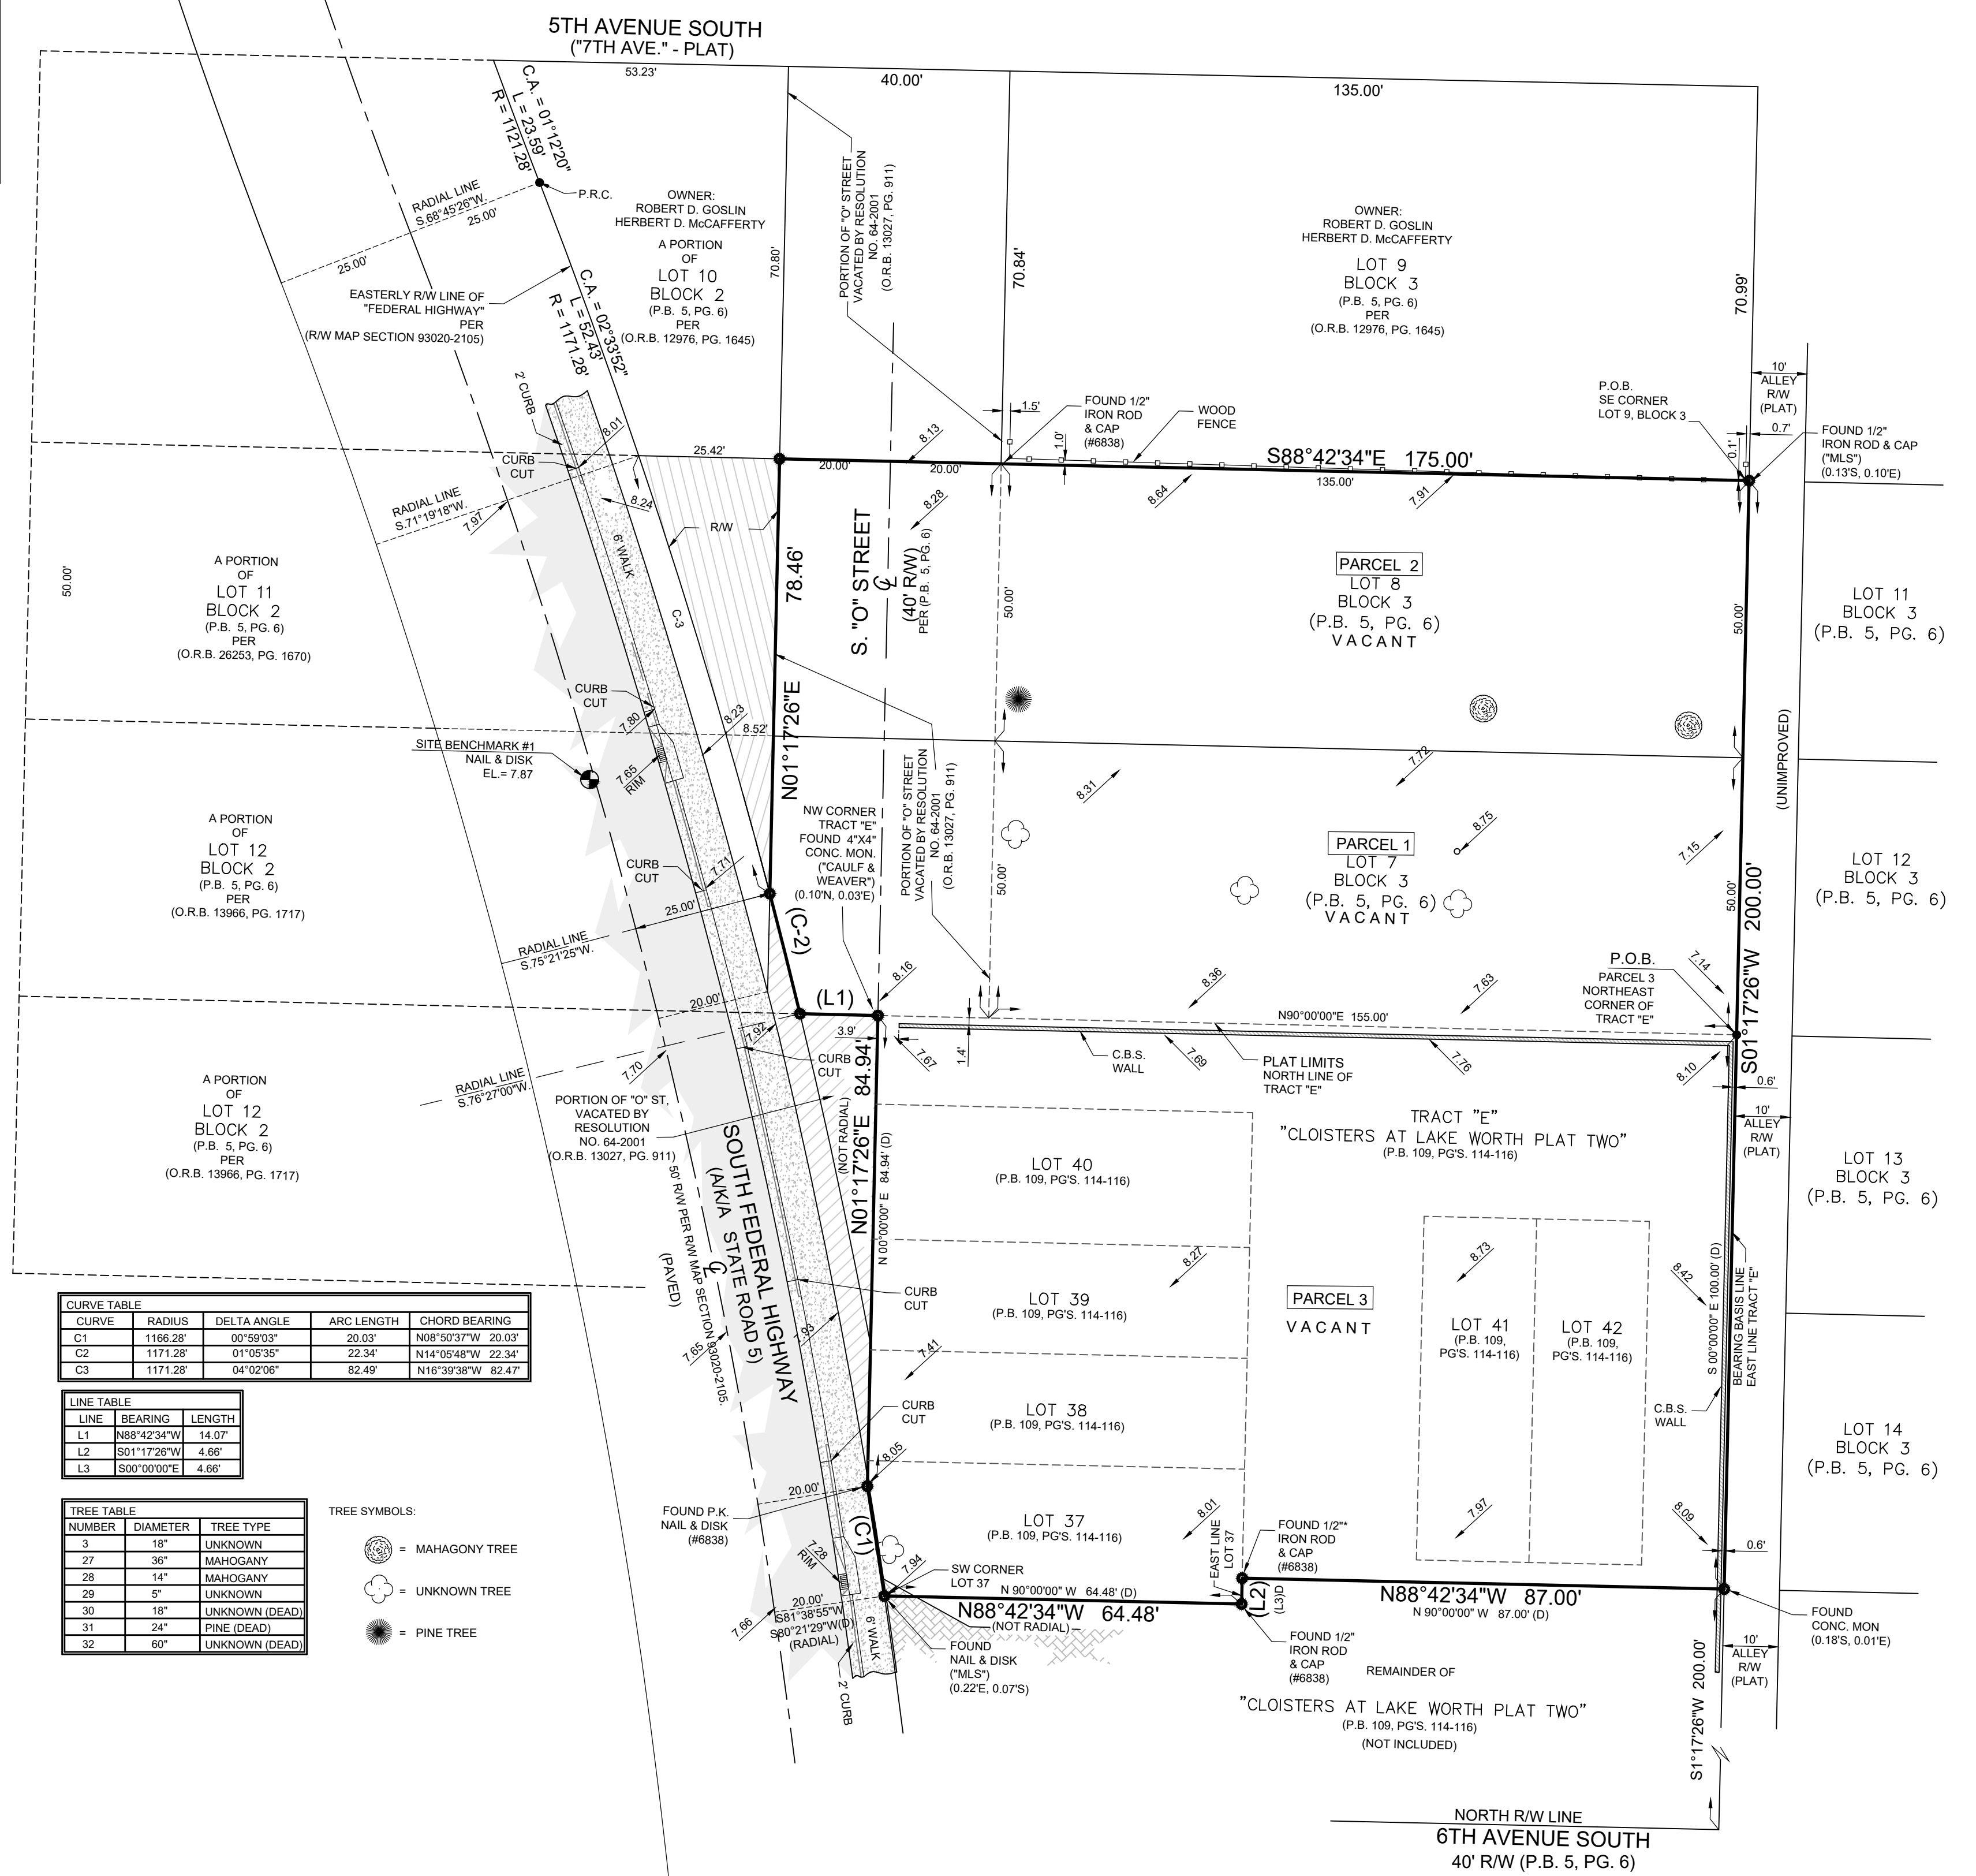 5TH AVENUE SOUTH
("7TH AVE." - PLAT)
53.23'
40.00'
135.00'
C.A. = 01°12'20"
L = 23.59'
R = 1121.28'
P.R.C.
RADIAL LINE
S.68°45'26"W.
25.00'
25.00'
OWNER:
ROBERT D. GOSLIN
HERBERT D. McCAFFERTY
A PORTION
OF
LOT 10
BLOCK 2
(P.B. 5, PG. 6)
PER
(O.R.B. 12976, PG. 1645)
70.80'
PORTION OF "O" STREET
VACATED BY RESOLUTION
NO. 64-2001
(O.R.B. 13027, PG. 911)
70.84'
OWNER:
ROBERT D. GOSLIN
HERBERT D. McCAFFERTY
LOT 9
BLOCK 3
(P.B. 5, PG. 6)
PER
(O.R.B. 12976, PG. 1645)
70.99'
EASTERLY R/W LINE OF
"FEDERAL HIGHWAY"
PER
(R/W MAP SECTION 93020-2105)
C.A. = 02°33'52"
L = 52.43'
R = 1171.28'
10'
ALLEY
R/W
(PLAT)
P.O.B.
SE CORNER
LOT 9, BLOCK 3
0.7'
0.1'
FOUND 1/2"
IRON ROD & CAP
("MLS")
(0.13'S, 0.10'E)
1.5'
FOUND 1/2"
IRON ROD
& CAP
(#6838)
1.0'
WOOD
FENCE
2' CURB
8.01
CURB
CUT
25.42'
8.13
20.00'
20.00'
S88°42'34"E 175.00'
135.00'
RADIAL LINE
S.71°19'18"W.
7.97
8.24
R/W
6' WALK
C-3
78.46'
N01°17'26"E
S. "O" STREET
(40' R/W)
PER (P.B. 5, PG. 6)
8.28
8.64
7.91
50.00'
PARCEL 2
LOT 8
BLOCK 3
(P.B. 5, PG. 6)
VACANT
50.00'
50.00'
A PORTION
OF
LOT 11
BLOCK 2
(P.B. 5, PG. 6)
PER
(O.R.B. 26253, PG. 1670)
LOT 11
BLOCK 3
(P.B. 5, PG. 6)
CURB
CUT
7.80
8.23
8.52'
SITE BENCHMARK #1
NAIL & DISK
EL.= 7.87
7.65
RIM
(UNIMPROVED)
7.72
8.31
8.75
7.15
NW CORNER
TRACT "E"
FOUND 4"X4"
CONC. MON.
("CAULF &
WEAVER")
(0.10'N, 0.03'E)
PORTION OF "O" STREET
VACATED BY RESOLUTION
NO. 64-2001
(O.R.B. 13027, PG. 911)
50.00'
PARCEL 1
LOT 7
BLOCK 3
(P.B. 5, PG. 6)
VACANT
50.00'
S01°17'26"W 200.00'
A PORTION
OF
LOT 12
BLOCK 2
(P.B. 5, PG. 6)
PER
(O.R.B. 13966, PG. 1717)
LOT 12
BLOCK 3
(P.B. 5, PG. 6)
CURB
CUT
7.71
25.00'
(C-2)
RADIAL LINE
S.75°21'25"W.
P.O.B.
PARCEL 3
NORTHEAST
CORNER OF
TRACT "E"
7.14
20.00'
(L1)
8.16
8.36
7.63
N90°00'00"E 155.00'
7.92
3.9'
7.67
1.4'
C.B.S.
WALL
7.69
PLAT LIMITS
NORTH LINE OF
TRACT "E"
7.76
8.10
0.6'
CURB
CUT
7.70
RADIAL LINE
S.76°27'00"W.
A PORTION
OF
LOT 12
BLOCK 2
(P.B. 5, PG. 6)
PER
(O.R.B. 13966, PG. 1717)
PORTION OF "O" ST,
VACATED BY
RESOLUTION
NO. 64-2001
(O.R.B. 13027, PG. 911)
SOUTH FEDERAL HIGHWAY
(A/K/A STATE ROAD 5)
50' R/W PER R/W MAP SECTION 93020-2105.
(PAVED)
(NOT RADIAL)
N01°17'26"E 84.94'
N 00°00'00" E 84.94' (D)
TRACT "E"
"CLOISTERS AT LAKE WORTH PLAT TWO"
(P.B. 109, PG'S. 114-116)
10'
ALLEY
R/W
(PLAT)
LOT 13
BLOCK 3
(P.B. 5, PG. 6)
LOT 40
(P.B. 109, PG'S. 114-116)
8.27
8.73
8.42
S 00°00'00" E 100.00' (D)
BEARING BASIS LINE
EAST LINE TRACT "E"
CURB
CUT
LOT 39
(P.B. 109, PG'S. 114-116)
PARCEL 3
VACANT
LOT 41
(P.B. 109,
PG'S. 114-116)
LOT 42
(P.B. 109,
PG'S. 114-116)
7.93
7.65
7.41
CURB
CUT
LOT 38
(P.B. 109, PG'S. 114-116)
C.B.S.
WALL
LOT 14
BLOCK 3
(P.B. 5, PG. 6)
CURVE TABLE
CURVE RADIUS DELTA ANGLE ARC LENGTH CHORD BEARING
C1 1166.28' 00°59'03" 20.03' N08°50'37"W 20.03'
C2 1171.28' 01°05'35" 22.34' N14°05'48"W 22.34'
C3 1171.28' 04°02'06" 82.49' N16°39'38"W 82.47'
LINE TABLE
LINE BEARING LENGTH
L1 N88°42'34"W 14.07'
L2 S01°17'26"W 4.66'
L3 S00°00'00"E 4.66'
TREE TABLE
NUMBER DIAMETER TREE TYPE
3 18" UNKNOWN
27 36" MAHOGANY
28 14" MAHOGANY
29 5" UNKNOWN
30 18" UNKNOWN (DEAD)
31 24" PINE (DEAD)
32 60" UNKNOWN (DEAD)
TREE SYMBOLS:
= MAHAGONY TREE
= UNKNOWN TREE
= PINE TREE
8.05
20.00'
FOUND P.K.
NAIL & DISK
(#6838)
(C1)
7.28
RIM
7.94
LOT 37
(P.B. 109, PG'S. 114-116)
8.01
EAST LINE
LOT 37
FOUND 1/2"*
IRON ROD
& CAP
(#6838)
7.97
8.09
0.6'
SW CORNER
LOT 37
N 90°00'00" W 64.48' (D)
N88°42'34"W 64.48'
(L2)
(L3)D
N88°42'34"W 87.00'
N 90°00'00" W 87.00' (D)
7.66
20.00'
S81°38'55"W
S80°21'29"W(D)
(RADIAL)
6' WALK
2' CURB
(NOT RADIAL)
FOUND
NAIL & DISK
("MLS")
(0.22'E, 0.07'S)
FOUND 1/2"
IRON ROD
& CAP
(#6838)
FOUND
CONC. MON
(0.18'S, 0.01'E)
10'
ALLEY
R/W
(PLAT)
REMAINDER OF
"CLOISTERS AT LAKE WORTH PLAT TWO"
(P.B. 109, PG'S. 114-116)
(NOT INCLUDED)
S1°17'26"W 200.00'
NORTH R/W LINE
6TH AVENUE SOUTH
40' R/W (P.B. 5, PG. 6)